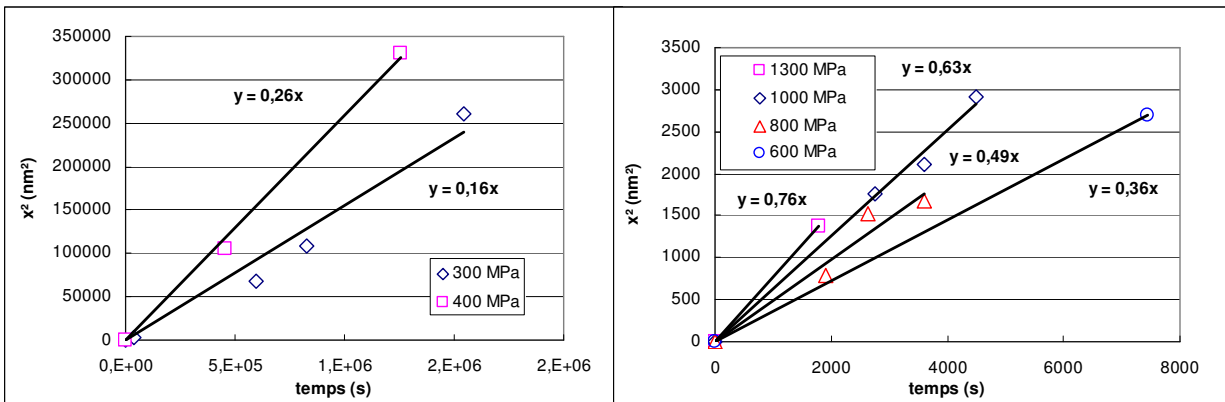 350000
300000
250000
200000
150000
100000
50000
0
x² (nm²)
y = 0,26x
y = 0,16x
300 MPa
400 MPa
0,E+00
5,E+05
1,E+06
2,E+06
2,E+06
temps (s)
3500
3000
2500
2000
1500
1000
500
0
x² (nm²)
1300 MPa
1000 MPa
800 MPa
600 MPa
y = 0,63x
y = 0,49x
y = 0,76x
y = 0,36x
0
2000
4000
6000
8000
temps (s)